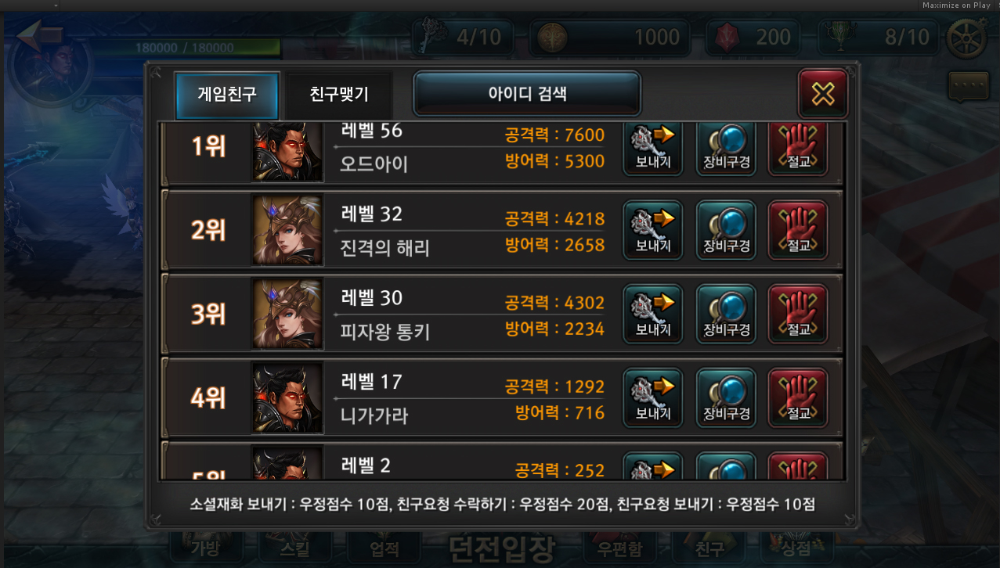 Maximize on Play
180000 / 180000
4/10
1000
200
8/10
게임친구
친구맺기
아이디 검색
1위
레벨 56
오드아이
공격력 : 7600
방어력 : 5300
보내기
장비구경
절교
2위
레벨 32
진격의 해리
공격력 : 4218
방어력 : 2658
보내기
장비구경
절교
3위
레벨 30
피자왕 통키
공격력 : 4302
방어력 : 2234
보내기
장비구경
절교
4위
레벨 17
니가가라
공격력 : 1292
방어력 : 716
보내기
장비구경
절교
5위
레벨 2
공격력 : 252
소셜재화 보내기 : 우정점수 10점, 친구요청 수락하기 : 우정점수 20점, 친구요청 보내기 : 우정점수 10점
가방
스킬
업적
던전입장
우편함
친구
상점